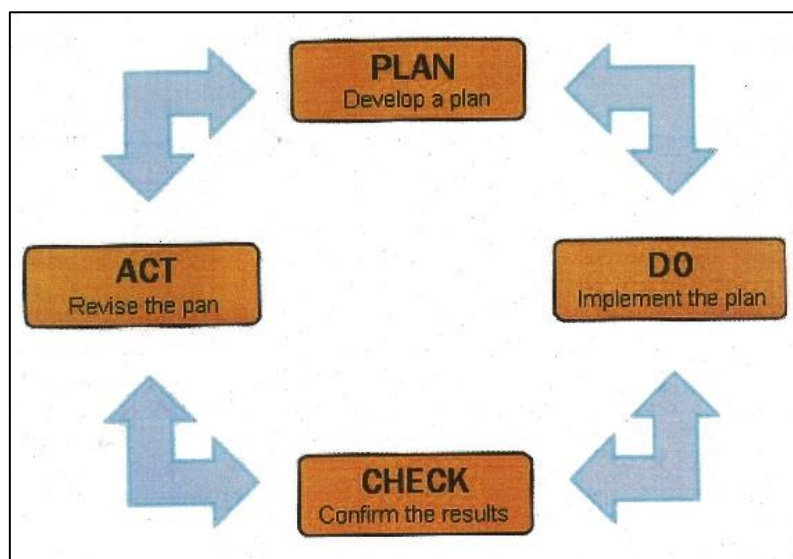 PLAN
Develop a plan
ACT
Revise the pan
DO
Implement the plan
CHECK
Confirm the results